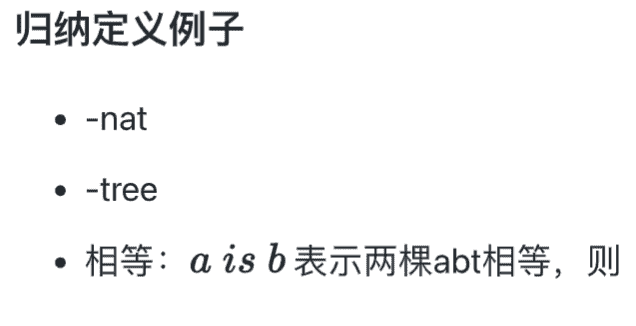 归纳定义例子
• -nat
• -tree
• 相等：a is b 表示两棵abt相等，则